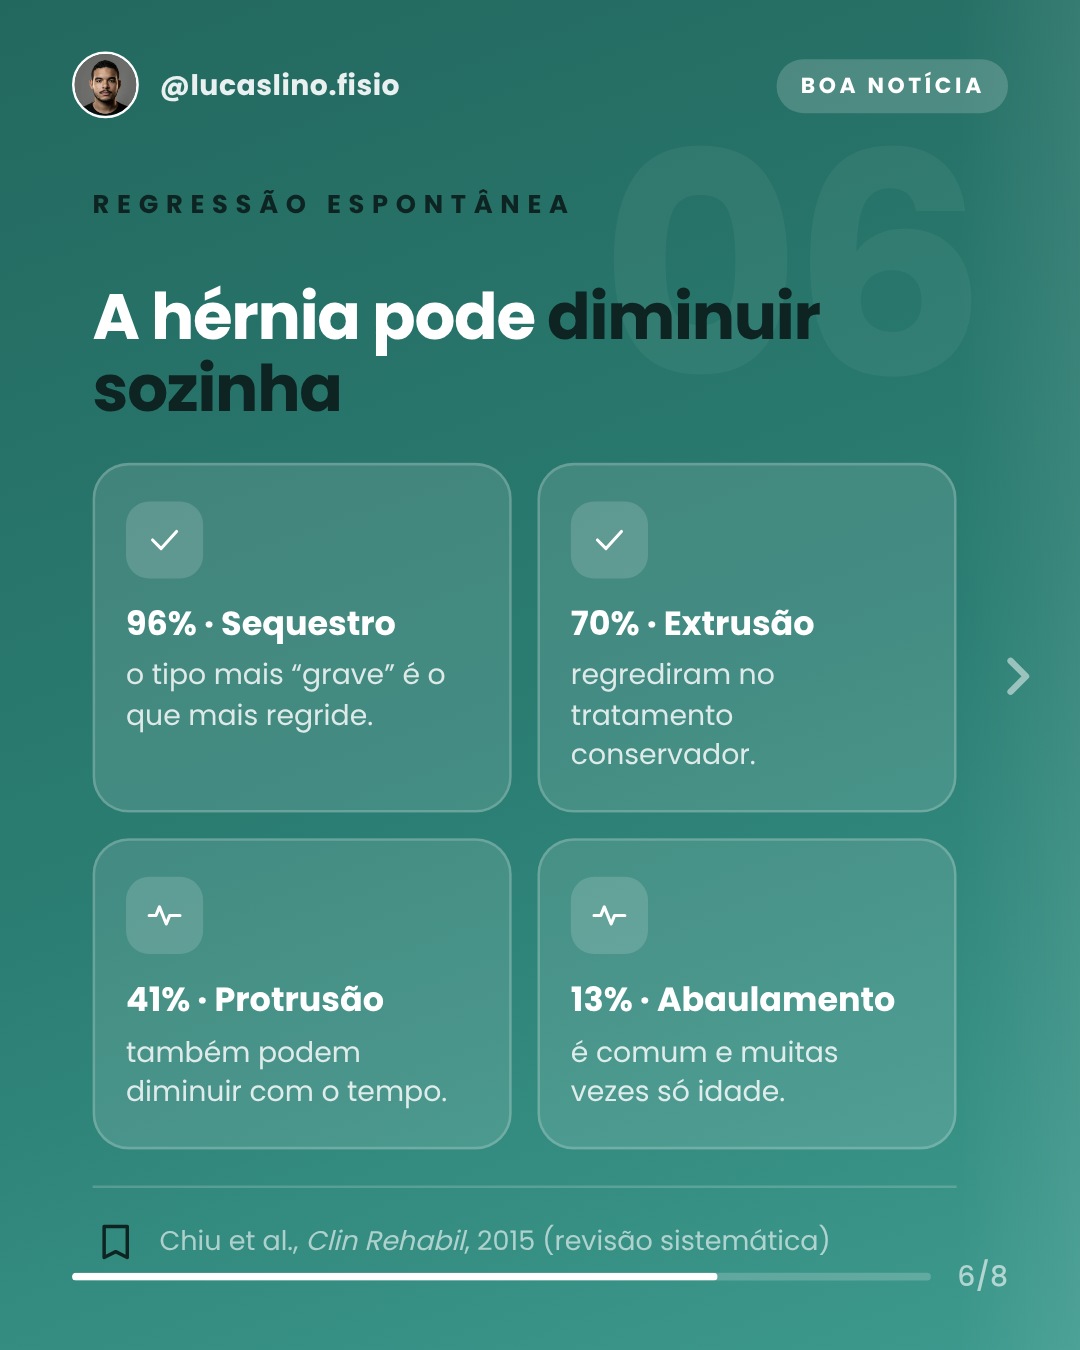 @lucaslino.fisio
BOA NOTÍCIA
06
REGRESSÃO ESPONTÂNEA
A hérnia pode diminuir
sozinha
96% · Sequestro
o tipo mais “grave” é o
que mais regride.
70% · Extrusão
regrediram no
tratamento
conservador.
41% · Protrusão
também podem
diminuir com o tempo.
13% · Abaulamento
é comum e muitas
vezes só idade.
Chiu et al., Clin Rehabil, 2015 (revisão sistemática)
6/8